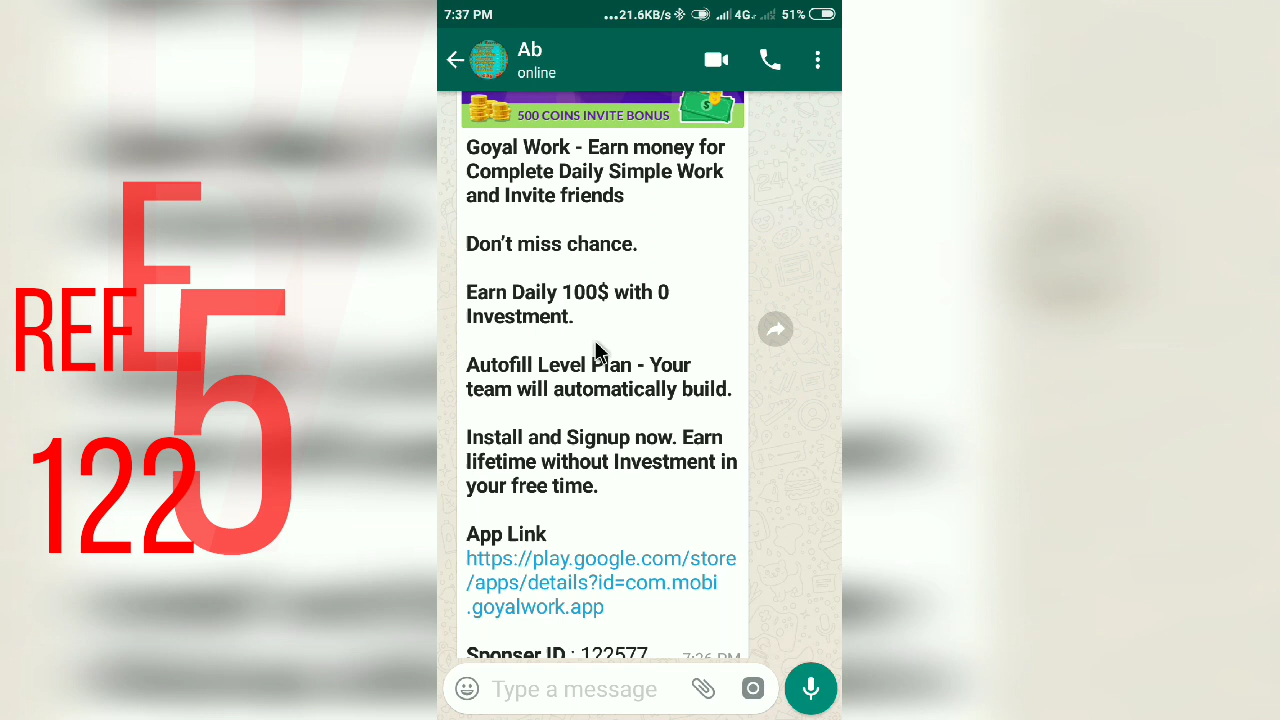 7:37 PM
...21.6KB/s 4G 51%
Ab
online
500 COINS INVITE BONUS
Goyal Work - Earn money for
Complete Daily Simple Work
and Invite friends
Don't miss chance.
Earn Daily 100$ with 0
Investment.
Autofill Level Plan - Your
team will automatically build.
Install and Signup now. Earn
lifetime without Investment in
your free time.
App Link
https://play.google.com/store
/apps/details?id=com.mobi
.goyalwork.app
Sponser ID : 122577
7:36 PM
Type a message
REF
E
122
5